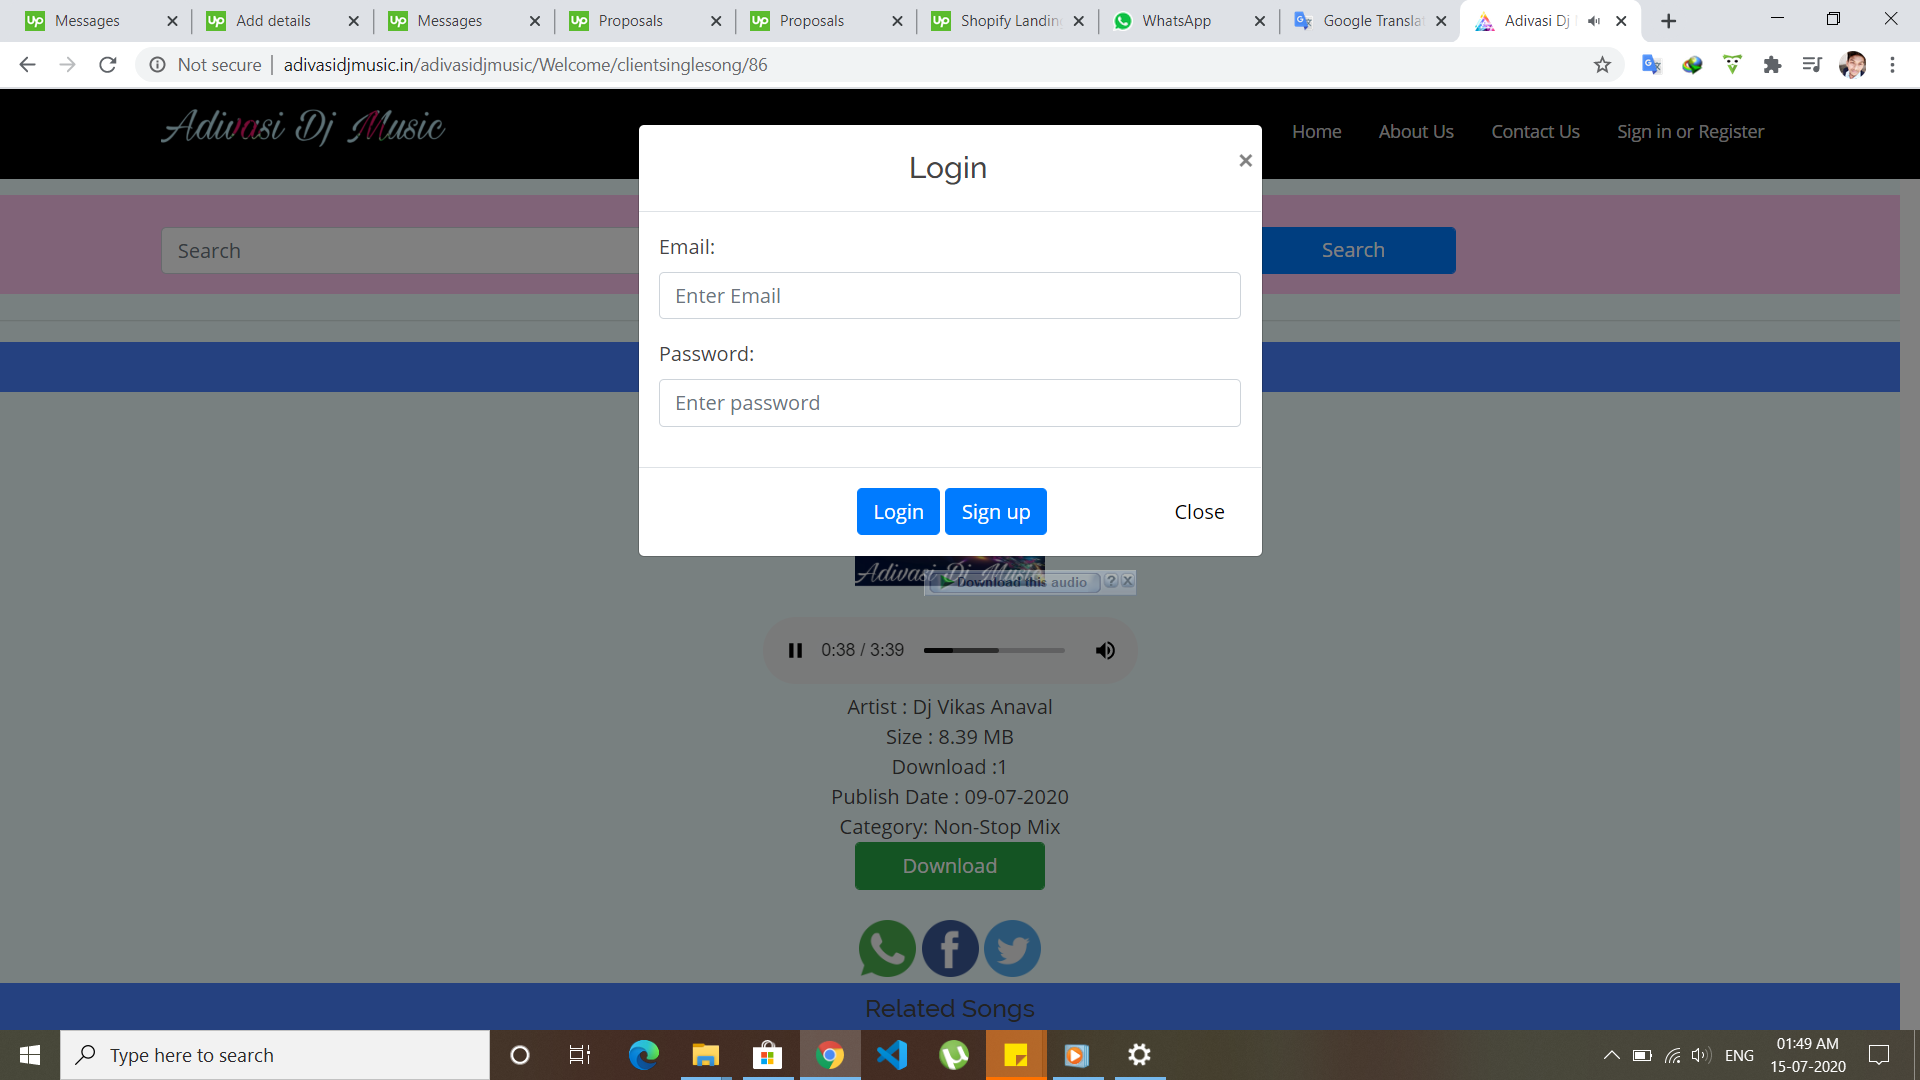 Messages
Add details
Messages
Proposals
Proposals
Shopify Landin
WhatsApp
Google Transla
Adivasi Dj
Not secure
adivasidjmusic.in/adivasidjmusic/Welcome/clientsinglesong/86
Adivasi Dj Music
Home
About Us
Contact Us
Sign in or Register
Login
×
Search
Search
Email:
Enter Email
Password:
Enter password
Login
Sign up
Close
Adivasi Dj Music
Download this audio
?
0:38 / 3:39
Artist : Dj Vikas Anaval
Size : 8.39 MB
Download :1
Publish Date : 09-07-2020
Category: Non-Stop Mix
Download
Related Songs
Type here to search
ENG
01:49 AM
15-07-2020